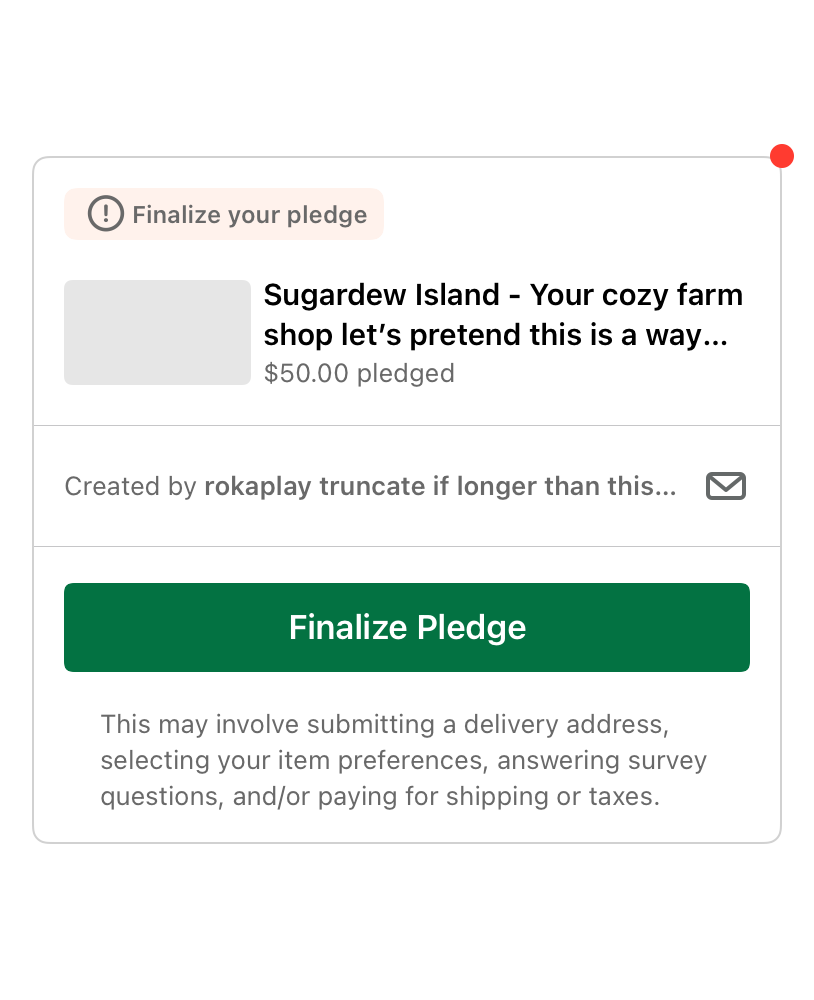 Finalize your pledge
Sugardew Island - Your cozy farm
shop let’s pretend this is a way...
$50.00 pledged
Created by rokaplay truncate if longer than this...
Finalize Pledge
This may involve submitting a delivery address,
selecting your item preferences, answering survey
questions, and/or paying for shipping or taxes.